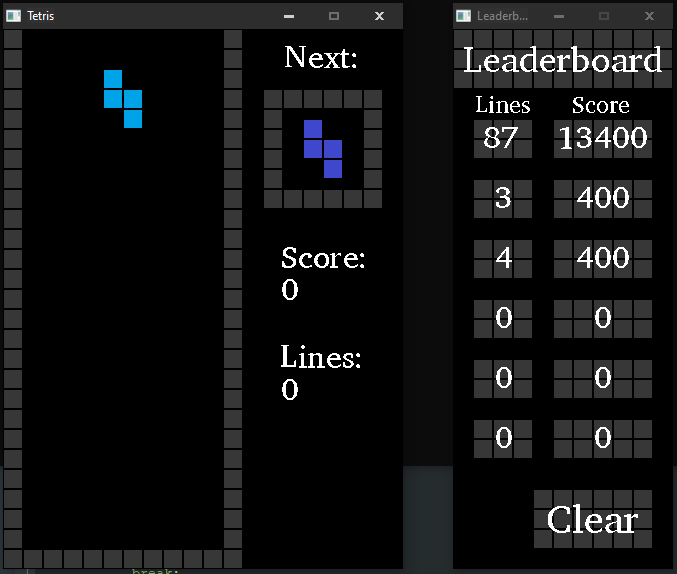 Tetris
Next:
Score:
0
Lines:
0
Leaderb...
Leaderboard
Lines Score
87 13400
3 400
4 400
0 0
0 0
0 0
Clear
break;